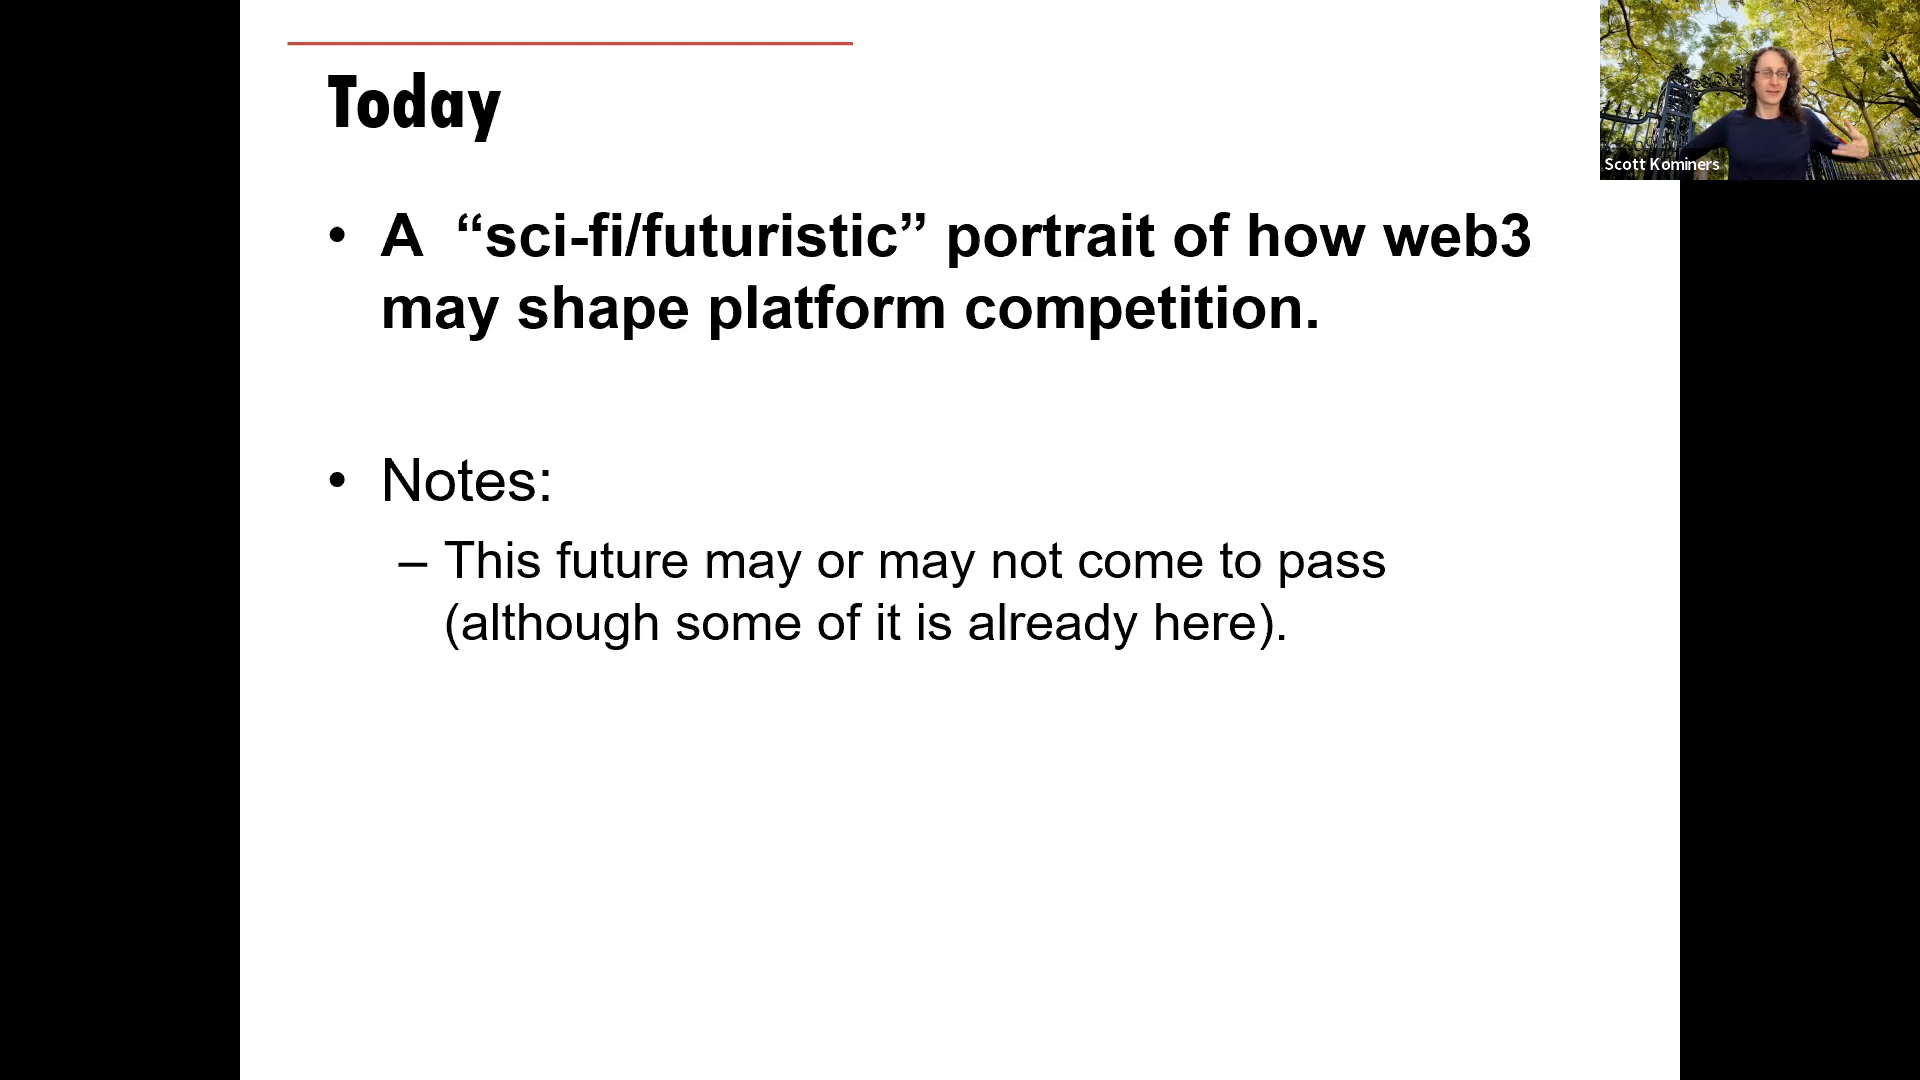 Today
• A “sci-fi/futuristic” portrait of how web3
may shape platform competition.
• Notes:
– This future may or may not come to pass
(although some of it is already here).
Scott Kominers